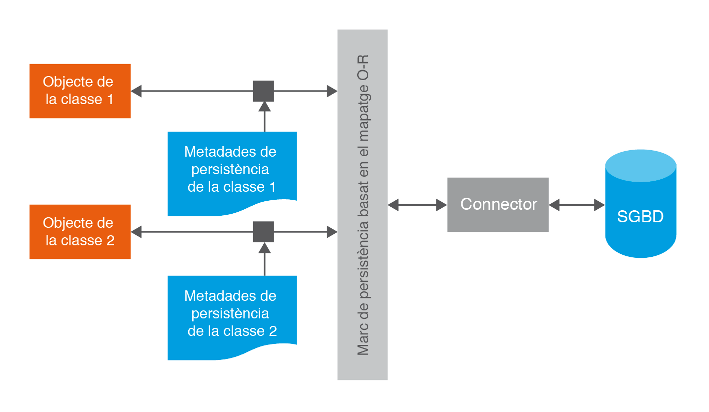 Objecte de
la classe 1
Metadades de
persistència
de la classe 1
Objecte de
la classe 2
Metadades de
persistència
de la classe 2
Marc de persistència basat en el mapatge O-R
Connector
SGBD